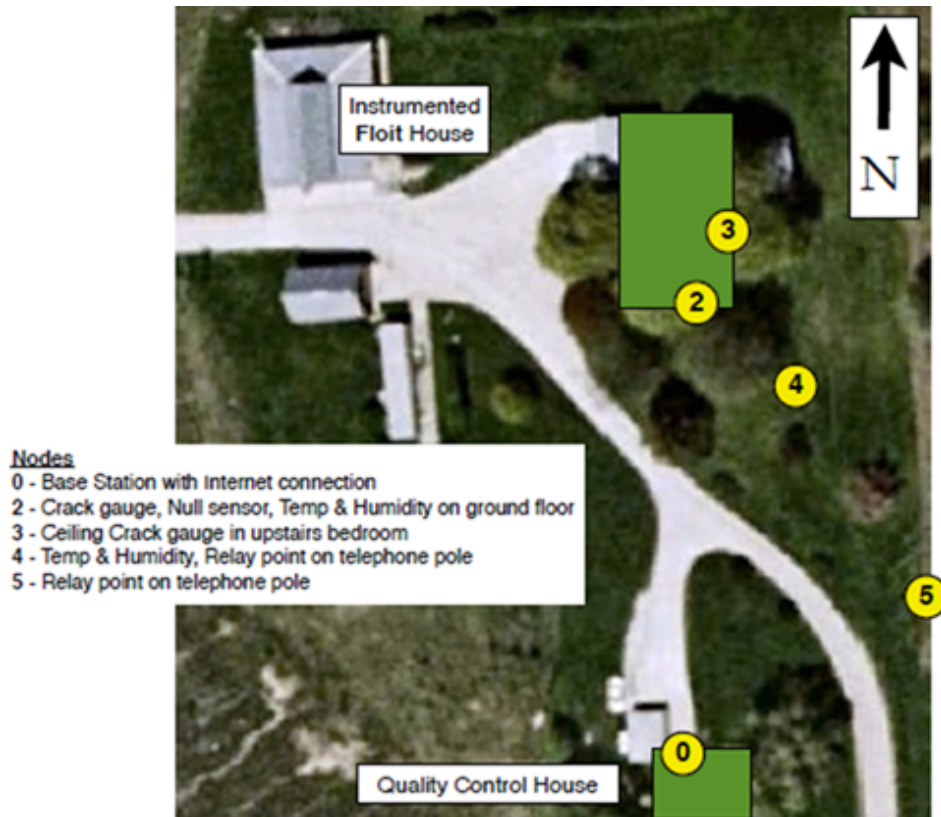 Instrumented
Floit House
N
3
2
4
Nodes
0 - Base Station with Internet connection
2 - Crack gauge, Null sensor, Temp & Humidity on ground floor
3 - Ceiling Crack gauge in upstairs bedroom
4 - Temp & Humidity, Relay point on telephone pole
5 - Relay point on telephone pole
5
0
Quality Control House